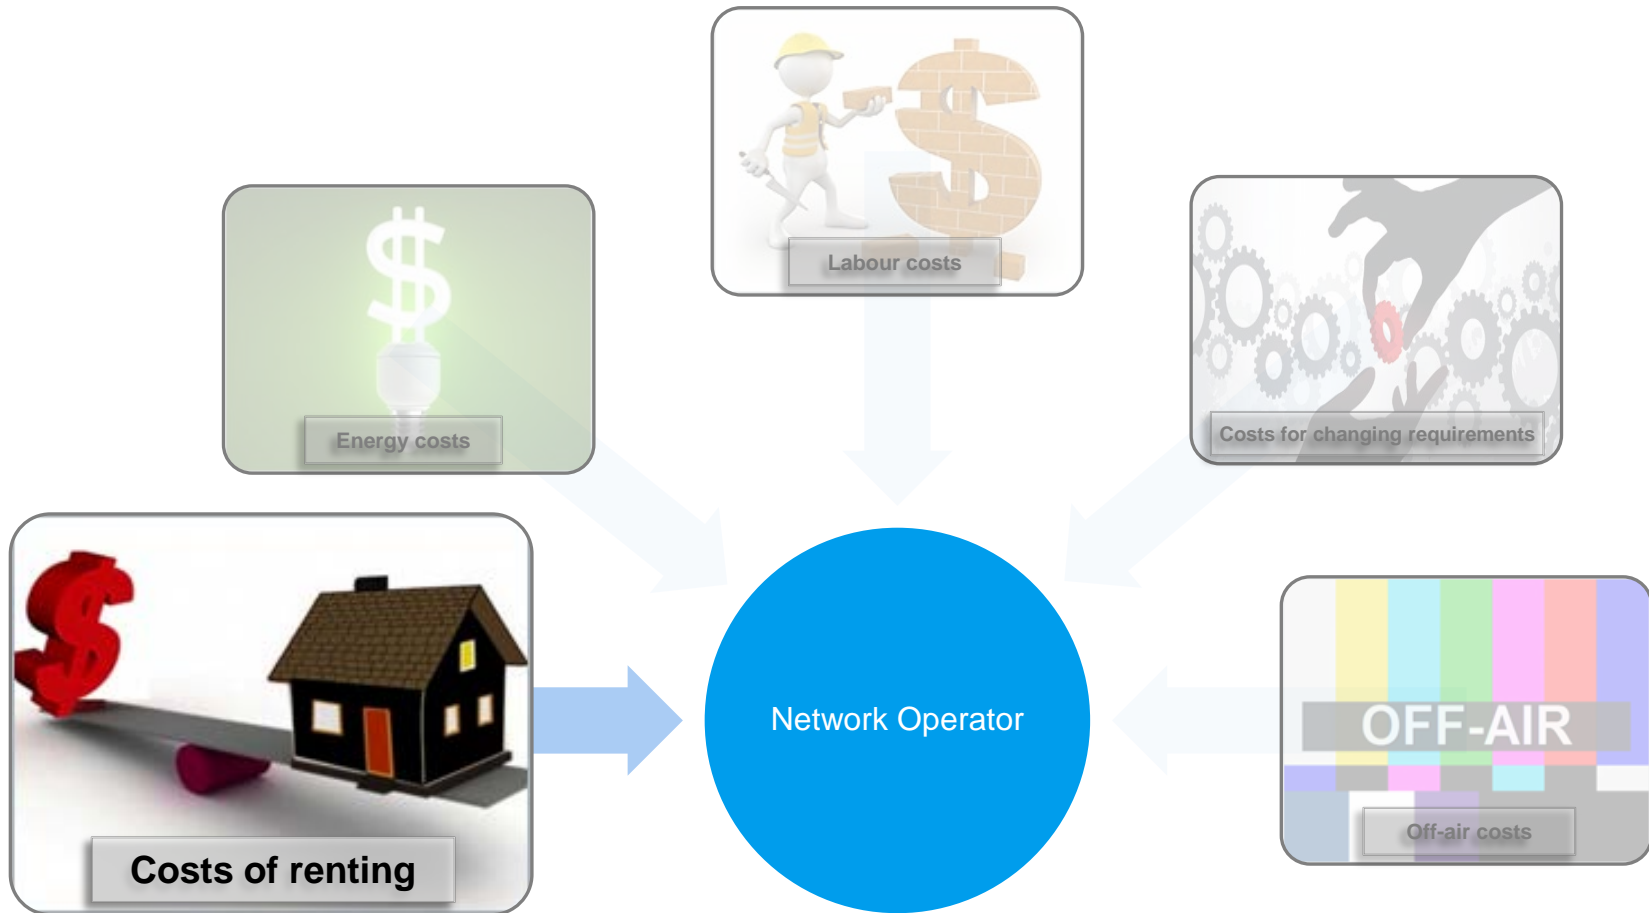 Labour costs
Energy costs
Costs for changing requirements
Network Operator
OFF-AIR
Off-air costs
Costs of renting